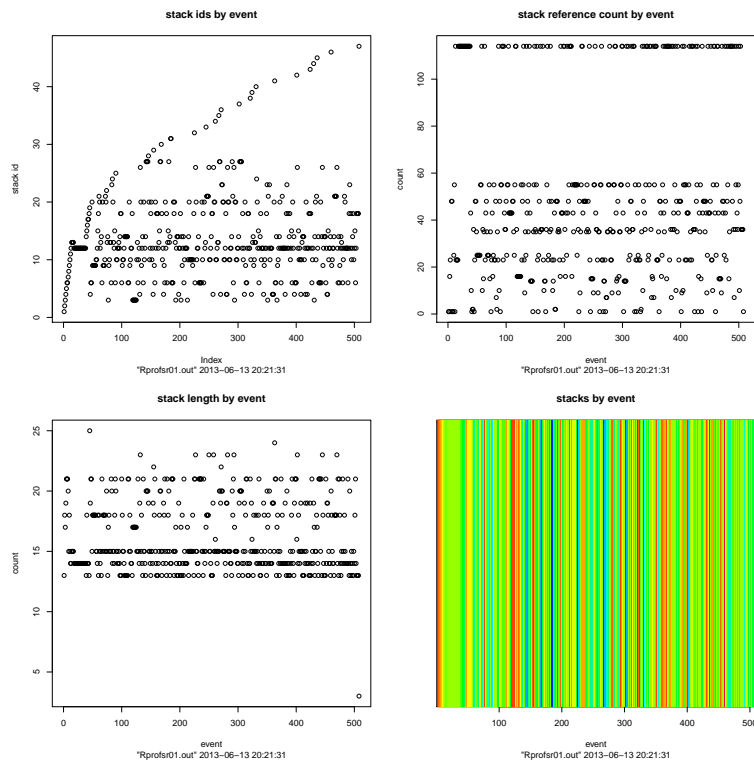 stack ids by event
stack id
0 10 20 30 40
0 100 200 300 400 500
Index
"Rprofsr01.out" 2013−06−13 20:21:31
stack reference count by event
count
0 20 40 60 80 100
0 100 200 300 400 500
event
"Rprofsr01.out" 2013−06−13 20:21:31
stack length by event
count
5 10 15 20 25
0 100 200 300 400 500
event
"Rprofsr01.out" 2013−06−13 20:21:31
stacks by event
100 200 300 400 500
event
"Rprofsr01.out" 2013−06−13 20:21:31